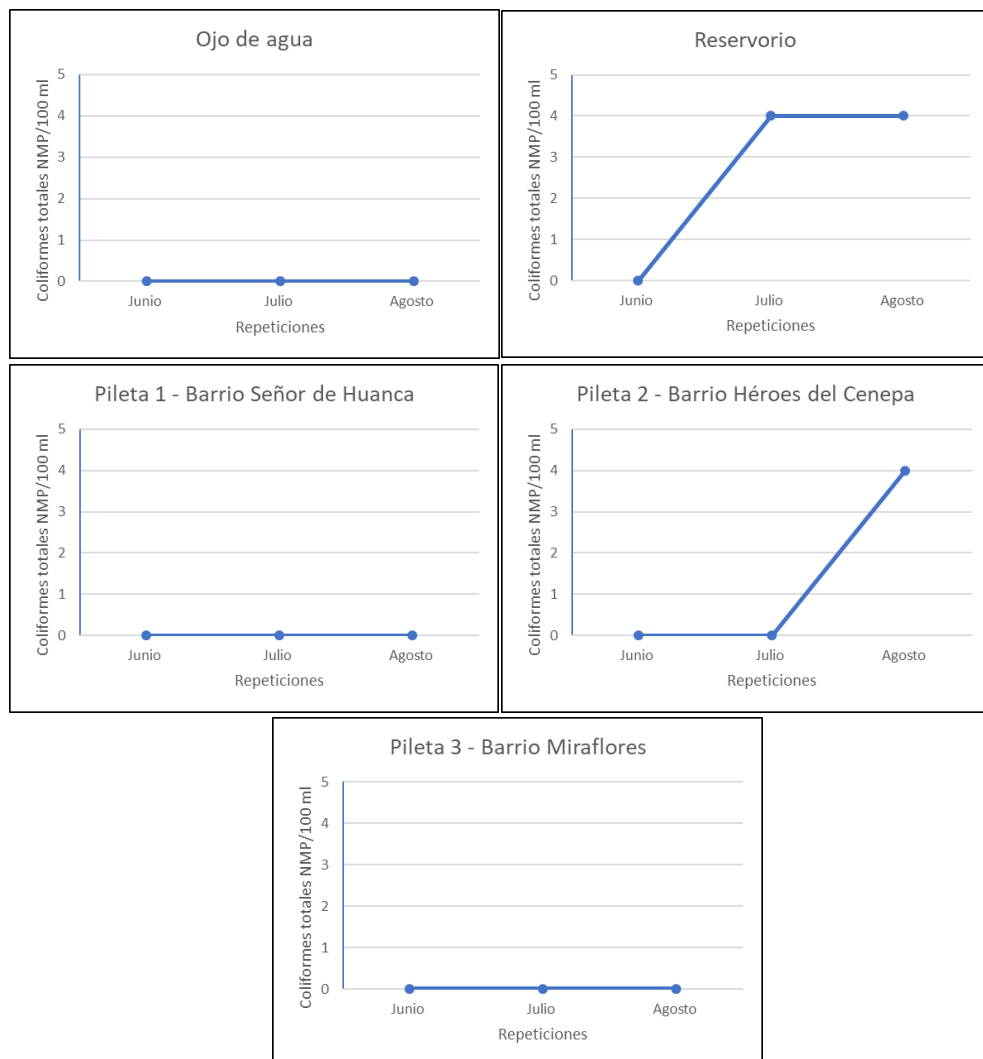 Ojo de agua
Coliformes totales NMP/100 ml
5
4
3
2
1
0
Junio Julio Agosto
Repeticiones
Reservorio
Coliformes totales NMP/100 ml
5
4
3
2
1
0
Junio Julio Agosto
Repeticiones
Pileta 1 - Barrio Señor de Huanca
Coliformes totales NMP/100 ml
5
4
3
2
1
0
Junio Julio Agosto
Repeticiones
Pileta 2 - Barrio Héroes del Cenepa
Coliformes totales NMP/100 ml
5
4
3
2
1
0
Junio Julio Agosto
Repeticiones
Pileta 3 - Barrio Miraflores
Coliformes totales NMP/100 ml
5
4
3
2
1
0
Junio Julio Agosto
Repeticiones